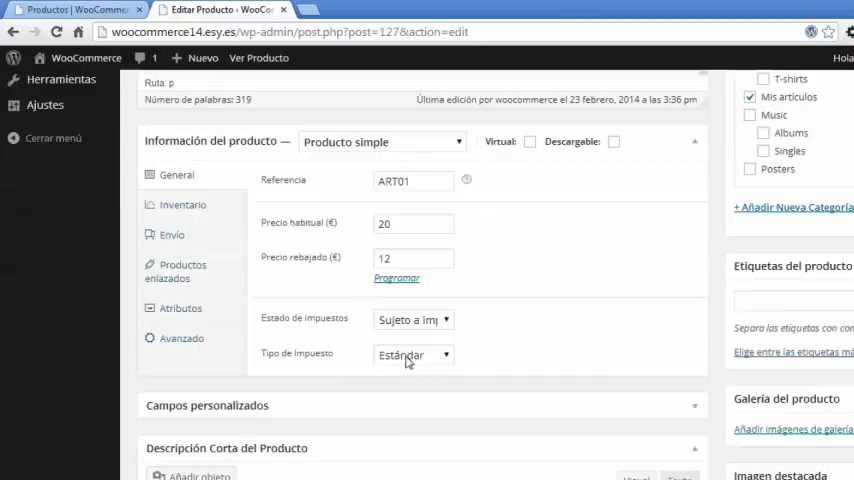 Productos | WooCommer
Editar Producto ‹ WooCo
woocommerce14.esy.es/wp-admin/post.php?post=127&action=edit
WooCommerce
1
+ Nuevo
Ver Producto
Hola
Herramientas
Ajustes
Cerrar menú
Ruta: p
Número de palabras: 319
Última edición por woocommerce el 23 febrero, 2014 a las 3:36 pm
Información del producto —
Producto simple
Virtual:
Descargable:
General
Inventario
Envío
Productos
enlazados
Atributos
Avanzado
Referencia
ART01
Precio habitual (€)
20
Precio rebajado (€)
12
Programar
Estado de impuestos
Sujeto a imp
Tipo de Impuesto
Estándar
Campos personalizados
Descripción Corta del Producto
Añadir objeto
Visual
Texto
T-shirts
Mis artículos
Music
Albums
Singles
Posters
+ Añadir Nueva Categoría
Etiquetas del producto
Separa las etiquetas con con
Elige entre las etiquetas má
Galería del producto
Añadir imágenes de galería
Imagen destacada